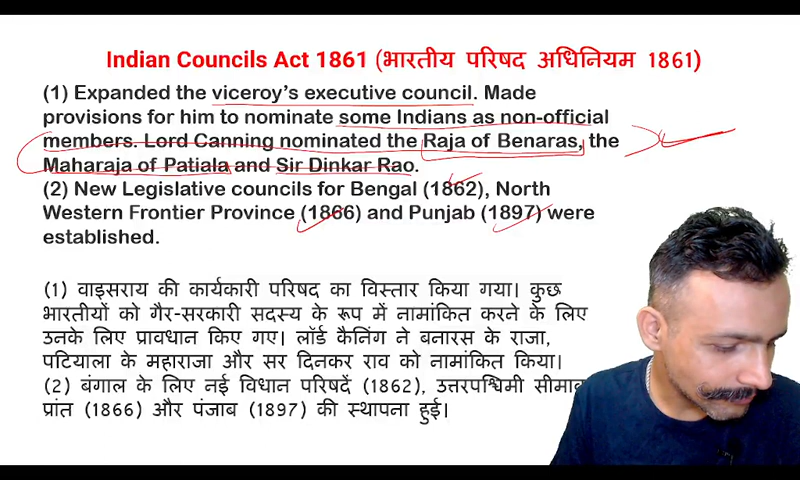 Indian Councils Act 1861 (भारतीय परिषद अधिनियम 1861)
(1) Expanded the viceroy's executive council. Made
provisions for him to nominate some Indians as non-official
members. Lord Canning nominated the Raja of Benaras, the
Maharaja of Patiala and Sir Dinkar Rao.
(2) New Legislative councils for Bengal (1862), North
Western Frontier Province (1866) and Punjab (1897) were
established.
(1) वाइसराय की कार्यकारी परिषद का विस्तार किया गया। कुछ
भारतीयों को गैर-सरकारी सदस्य के रूप में नामांकित करने के लिए
उनके लिए प्रावधान किए गए। लॉर्ड कैनिंग ने बनारस के राजा,
पटियाला के महाराजा और सर दिनकर राव को नामांकित किया।
(2) बंगाल के लिए नई विधान परिषदें (1862), उत्तरपश्चिमी
प्रांत (1866) और पंजाब (1897) की स्थापना हुई।